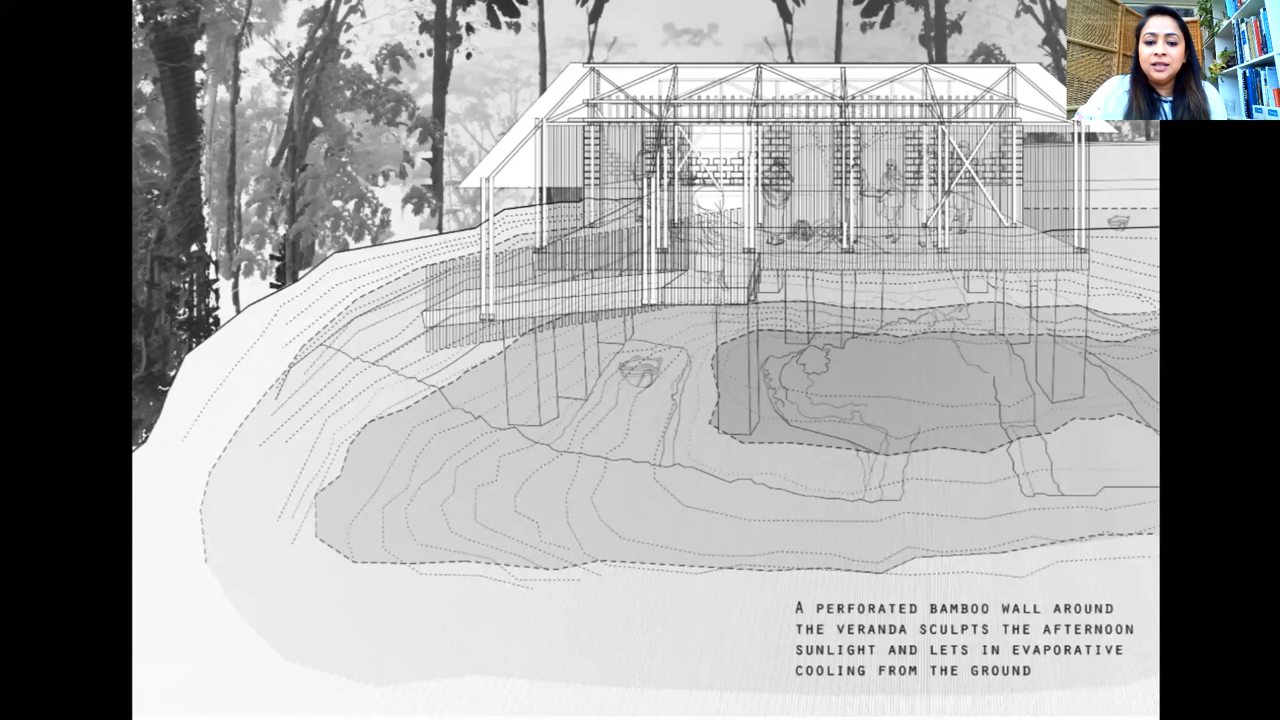 A PERFORATED BAMBOO WALL AROUND
THE VERANDA SCULPTS THE AFTERNOON
SUNLIGHT AND LETS IN EVAPORATIVE
COOLING FROM THE GROUND